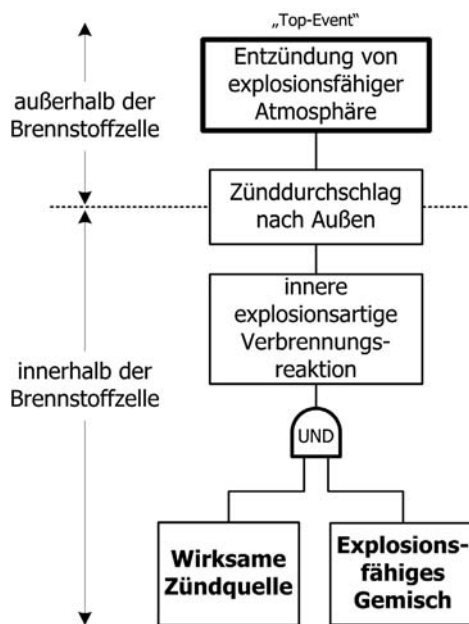 „Top-Event“
Entzündung von
explosionsfähiger
Atmosphäre
außerhalb der
Brennstoffzelle
Zünddurchschlag
nach Außen
innere
explosionsartige
Verbrennungs-
reaktion
innerhalb der
Brennstoffzelle
UND
Wirksame
Zündquelle
Explosions-
fähiges
Gemisch